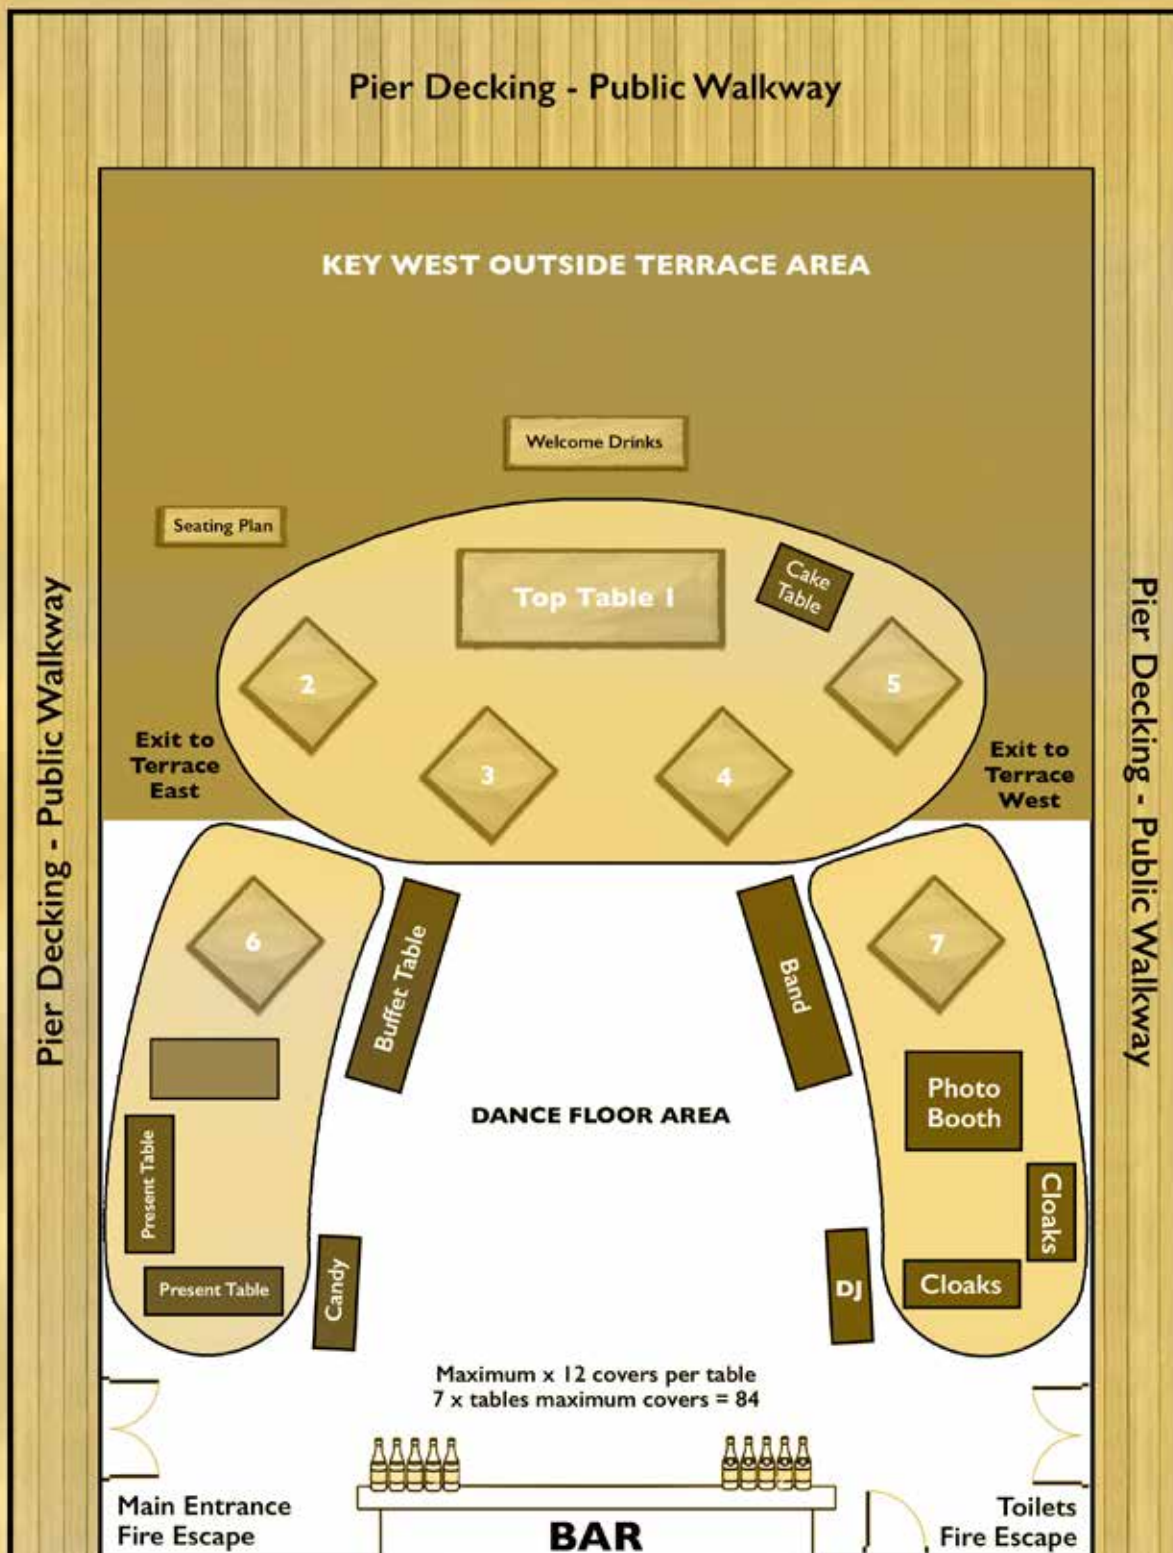 Pier Decking - Public Walkway
KEY WEST OUTSIDE TERRACE AREA
Welcome Drinks
Seating Plan
Top Table 1
Cake
Table
2
5
3
4
Exit to
Terrace
East
Exit to
Terrace
West
Pier Decking - Public Walkway
Pier Decking - Public Walkway
6
Buffet Table
Band
7
Photo
Booth
DANCE FLOOR AREA
Present Table
Cloaks
Present Table
Candy
DJ
Cloaks
Maximum x 12 covers per table
7 x tables maximum covers = 84
Main Entrance
Fire Escape
BAR
Toilets
Fire Escape